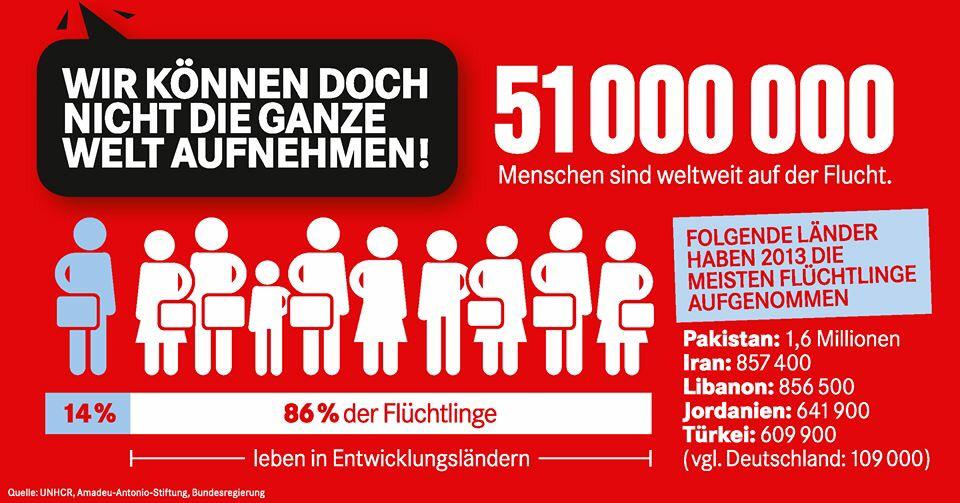 WIR KÖNNEN DOCH
NICHT DIE GANZE
WELT AUFNEHMEN!
51 000 000
Menschen sind weltweit auf der Flucht.
FOLGENDE LÄNDER
HABEN 2013 DIE
MEISTEN FLÜCHTLINGE
AUFGENOMMEN
Pakistan: 1,6 Millionen
Iran: 857 400
Libanon: 856 500
Jordanien: 641 900
Türkei: 609 900
(vgl. Deutschland: 109 000)
14 %
86 % der Flüchtlinge
leben in Entwicklungsländern
Quelle: UNHCR, Amadeu-Antonio-Stiftung, Bundesregierung